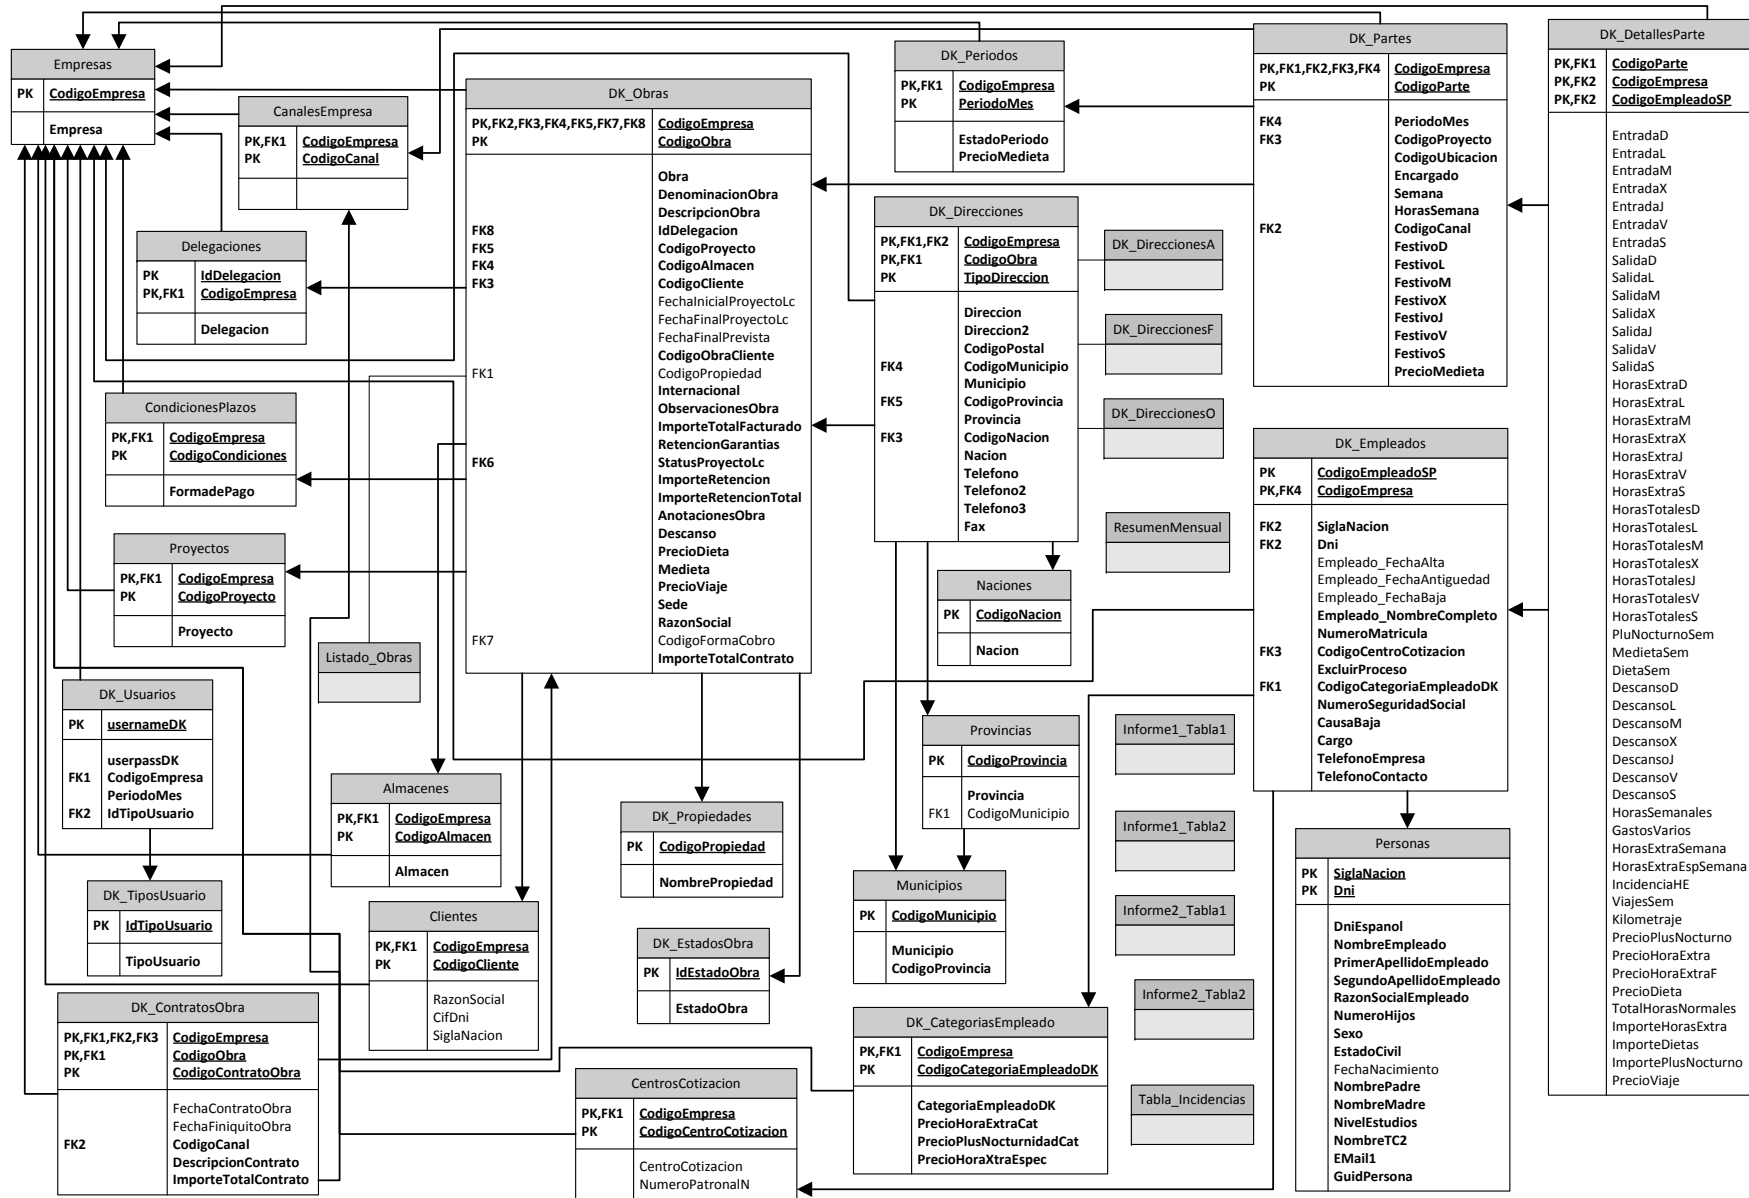 Empresas
PK CodigoEmpresa
Empresa
CanalesEmpresa
PK,FK1 CodigoEmpresa
PK CodigoCanal
Delegaciones
PK IdDelegacion
PK,FK1 CodigoEmpresa
Delegacion
CondicionesPlazos
PK,FK1 CodigoEmpresa
PK CodigoCondiciones
FormadePago
Proyectos
PK,FK1 CodigoEmpresa
PK CodigoProyecto
Proyecto
Listado_Obras
DK_Usuarios
PK usernameDK
userpassDK
FK1 CodigoEmpresa
PeriodoMes
FK2 IdTipoUsuario
DK_TiposUsuario
PK IdTipoUsuario
TipoUsuario
DK_ContratosObra
PK,FK1,FK2,FK3 CodigoEmpresa
PK,FK1 CodigoObra
PK CodigoContratoObra
FechaContratoObra
FechaFiniquitoObra
FK2 CodigoCanal
DescripcionContrato
ImporteTotalContrato
DK_Obras
PK,FK2,FK3,FK4,FK5,FK7,FK8 CodigoEmpresa
PK CodigoObra
Obra
DenominacionObra
DescripcionObra
FK8 IdDelegacion
FK5 CodigoProyecto
FK4 CodigoAlmacen
FK3 CodigoCliente
FechaInicialProyectoLc
FechaFinalProyectoLc
FechaFinalPrevista
CodigoObraCliente
FK1 CodigoPropiedad
Internacional
ObservacionesObra
ImporteTotalFacturado
RetencionGarantias
FK6 StatusProyectoLc
ImporteRetencion
ImporteRetencionTotal
AnotacionesObra
Descanso
PrecioDieta
Medieta
PrecioViaje
Sede
RazonSocial
FK7 CodigoFormaCobro
ImporteTotalContrato
Almacenes
PK,FK1 CodigoEmpresa
PK CodigoAlmacen
Almacen
Clientes
PK,FK1 CodigoEmpresa
PK CodigoCliente
RazonSocial
CifDni
SiglaNacion
DK_Propiedades
PK CodigoPropiedad
NombrePropiedad
DK_EstadosObra
PK IdEstadoObra
EstadoObra
CentrosCotizacion
PK,FK1 CodigoEmpresa
PK CodigoCentroCotizacion
CentroCotizacion
NumeroPatronalN
DK_Periodos
PK,FK1 CodigoEmpresa
PK PeriodoMes
EstadoPeriodo
PrecioMedieta
DK_Direcciones
PK,FK1,FK2 CodigoEmpresa
PK,FK1 CodigoObra
PK TipoDireccion
Direccion
Direccion2
CodigoPostal
FK4 CodigoMunicipio
Municipio
FK5 CodigoProvincia
Provincia
FK3 CodigoNacion
Nacion
Telefono
Telefono2
Telefono3
Fax
Naciones
PK CodigoNacion
Nacion
Provincias
PK CodigoProvincia
Provincia
FK1 CodigoMunicipio
Municipios
PK CodigoMunicipio
Municipio
CodigoProvincia
DK_CategoriasEmpleado
PK,FK1 CodigoEmpresa
PK CodigoCategoriaEmpleadoDK
CategoriaEmpleadoDK
PrecioHoraExtraCat
PrecioPlusNocturnidadCat
PrecioHoraXtraEspec
DK_DireccionesA
DK_DireccionesF
DK_DireccionesO
ResumenMensual
Informe1_Tabla1
Informe1_Tabla2
Informe2_Tabla1
Informe2_Tabla2
Tabla_Incidencias
DK_Partes
PK,FK1,FK2,FK3,FK4 CodigoEmpresa
PK CodigoParte
FK4 PeriodoMes
FK3 CodigoProyecto
CodigoUbicacion
Encargado
Semana
HorasSemana
FK2 CodigoCanal
FestivoD
FestivoL
FestivoM
FestivoX
FestivoJ
FestivoV
FestivoS
PrecioMedieta
DK_Empleados
PK CodigoEmpleadoSP
PK,FK4 CodigoEmpresa
FK2 SiglaNacion
FK2 Dni
Empleado_FechaAlta
Empleado_FechaAntiguedad
Empleado_FechaBaja
Empleado_NombreCompleto
NumeroMatricula
FK3 CodigoCentroCotizacion
ExcluirProceso
FK1 CodigoCategoriaEmpleadoDK
NumeroSeguridadSocial
CausaBaja
Cargo
TelefonoEmpresa
TelefonoContacto
Personas
PK SiglaNacion
PK Dni
DniEspanol
NombreEmpleado
PrimerApellidoEmpleado
SegundoApellidoEmpleado
RazonSocialEmpleado
NumeroHijos
Sexo
EstadoCivil
FechaNacimiento
NombrePadre
NombreMadre
NivelEstudios
NombreTC2
EMail1
GuidPersona
DK_DetallesParte
PK,FK1 CodigoParte
PK,FK2 CodigoEmpresa
PK,FK2 CodigoEmpleadoSP
EntradaD
EntradaL
EntradaM
EntradaX
EntradaJ
EntradaV
EntradaS
SalidaD
SalidaL
SalidaM
SalidaX
SalidaJ
SalidaV
SalidaS
HorasExtraD
HorasExtraL
HorasExtraM
HorasExtraX
HorasExtraJ
HorasExtraV
HorasExtraS
HorasTotalesD
HorasTotalesL
HorasTotalesM
HorasTotalesX
HorasTotalesJ
HorasTotalesV
HorasTotalesS
PluNocturnoSem
MedietaSem
DietaSem
DescansoD
DescansoL
DescansoM
DescansoX
DescansoJ
DescansoV
DescansoS
HorasSemanales
GastosVarios
HorasExtraSemana
HorasExtraEspSemana
IncidenciaHE
ViajesSem
Kilometraje
PrecioPlusNocturno
PrecioHoraExtra
PrecioHoraExtraF
PrecioDieta
TotalHorasNormales
ImporteHorasExtra
ImporteDietas
ImportePlusNocturno
PrecioViaje